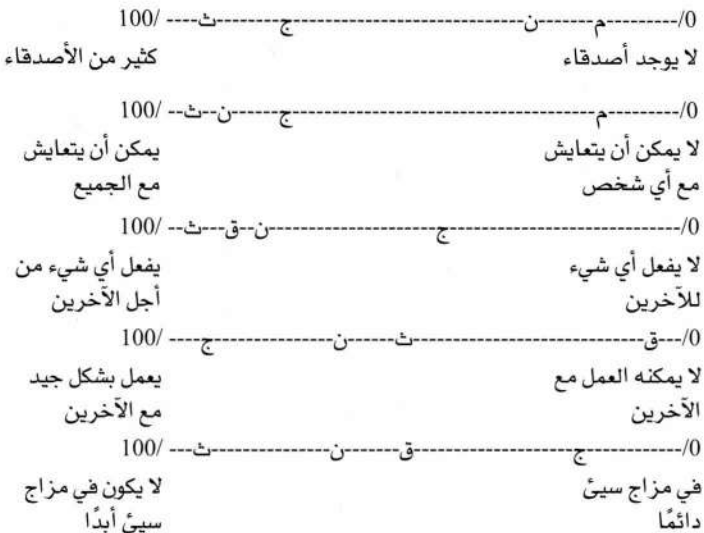 0/---------م-------ن-----------------------ج---------ث---- /100
لا يوجد أصدقاء كثير من الأصدقاء
0/---------م------------------------------ج------ن--ث-- /100
لا يمكن أن يتعايش يمكن أن يتعايش
مع أي شخص مع الجميع
0/-----------------------ج-----------------ن--ق---ث-- /100
لا يفعل أي شيء يفعل أي شيء من
للآخرين أجل الآخرين
0/---ق----------------------ث------ن------------ج---- /100
لا يمكنه العمل مع يعمل بشكل جيد
الآخرين مع الآخرين
0/---------ج----------------ق-------ن-------------ث--- /100
في مزاج سيئ لا يكون في مزاج
دائمًا سيئ أبدًا